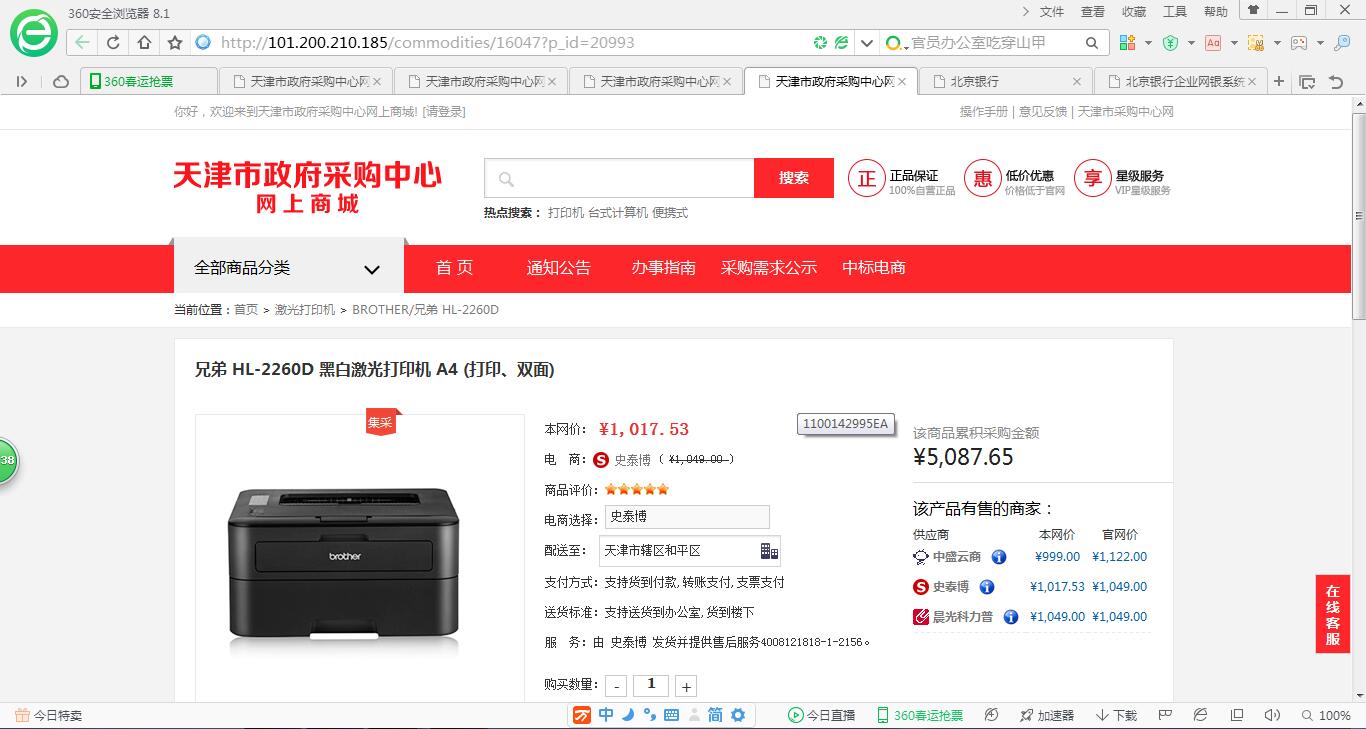 360安全浏览器 8.1
文件 查看 收藏 工具 帮助
http://101.200.210.185/commodities/16047?p_id=20993
官员办公室吃穿山甲
360春运抢票 天津市政府采购中心网 天津市政府采购中心网 天津市政府采购中心网 天津市政府采购中心网 北京银行 北京银行企业网银系统
你好，欢迎来到天津市政府采购中心网上商城! [请登录]
操作手册 | 意见反馈 | 天津市采购中心网
天津市政府采购中心
网上商城
搜索
热点搜索： 打印机 台式计算机 便携式
正 正品保证
100%自营正品
惠 低价优惠
价格低于官网
享 星级服务
VIP星级服务
全部商品分类 首 页 通知公告 办事指南 采购需求公示 中标电商
当前位置：首页 > 激光打印机 > BROTHER/兄弟 HL-2260D
兄弟 HL-2260D 黑白激光打印机 A4 (打印、双面)
集采
brother
本网价： ¥1,017.53
1100142995EA
电 商： S 史泰博 （ ¥1,049.00 ）
商品评价：
电商选择： 史泰博
配送至： 天津市辖区和平区
支付方式：支持货到付款, 转账支付, 支票支付
送货标准：支持送货到办公室, 货到楼下
服 务：由 史泰博 发货并提供售后服务4008121818-1-2156。
购买数量： - 1 +
该商品累积采购金额
¥5,087.65
该产品有售的商家：
供应商 本网价 官网价
中盛云商 ¥999.00 ¥1,122.00
S 史泰博 ¥1,017.53 ¥1,049.00
晨光科力普 ¥1,049.00 ¥1,049.00
在线客服
38
今日特卖
中 简
今日直播 360春运抢票 加速器 下载 100%